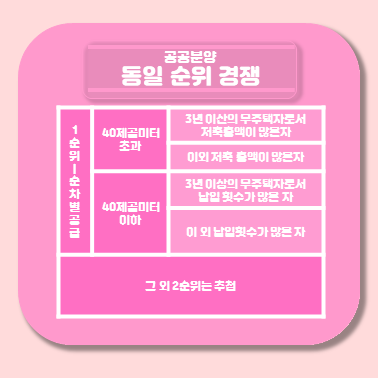 공공분양
동일 순위 경쟁
1순위ㅣ순차별공급
40제곱미터
초과
3년 이상의 무주택자로서
저축총액이 많은자
이외 저축 총액이 많은자
40제곱미터
이하
3년 이상의 무주택자로서
납입 횟수가 많은 자
이 외 납입횟수가 많은 자
그 외 2순위는 추첨